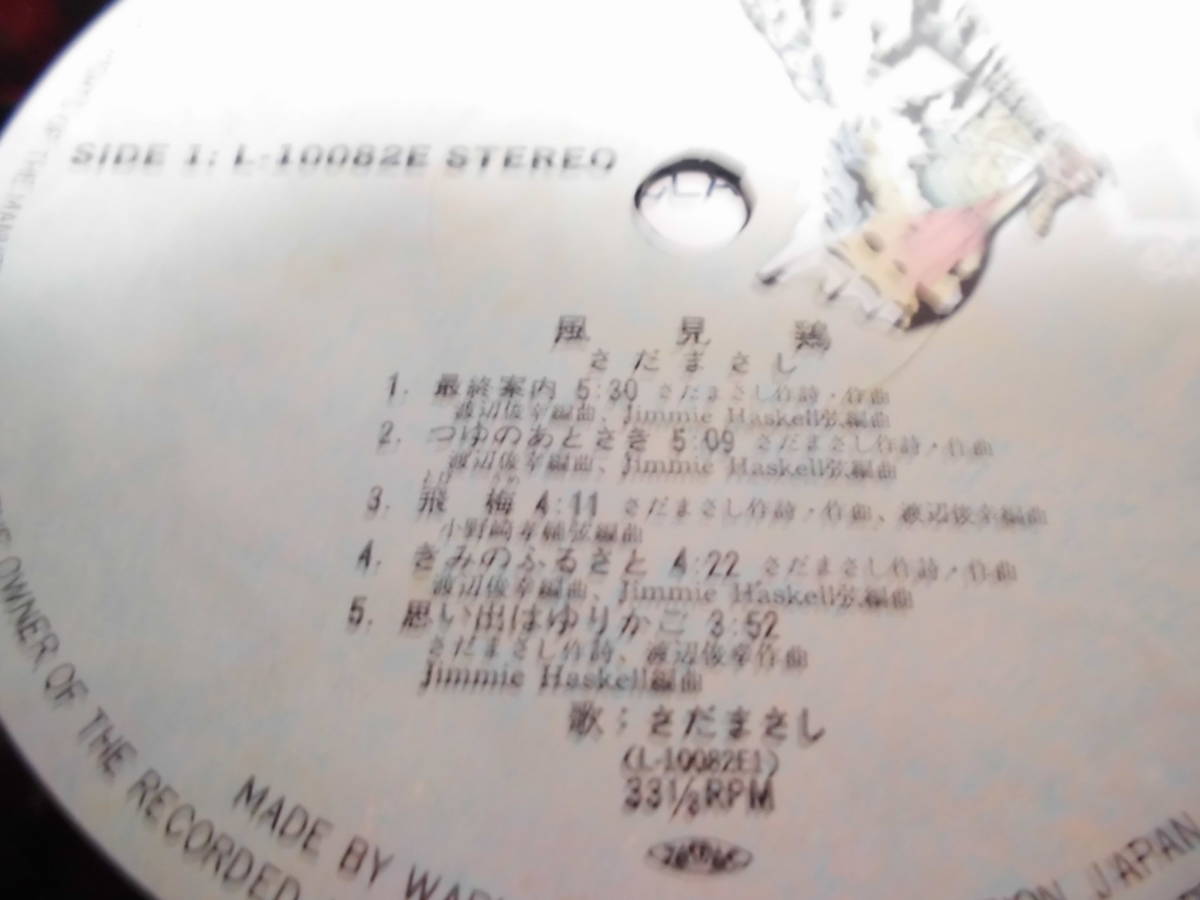 SIDE 1: L-10082E STEREO
風見鶏
さだまさし
1. 最終案内 5:30 さだまさし作詩・作曲
渡辺俊幸編曲、Jimmie Haskell弦編曲
2. つゆのあとさき 5:09 さだまさし作詩・作曲
渡辺俊幸編曲、Jimmie Haskell弦編曲
とび うめ
3. 飛梅 4:11 さだまさし作詩・作曲、渡辺俊幸編曲
小野崎孝輔弦編曲
4. きみのふるさと 4:22 さだまさし作詩・作曲
渡辺俊幸編曲、Jimmie Haskell弦編曲
5. 思い出はゆりかご 3:52
さだまさし作詩、渡辺俊幸作曲
Jimmie Haskell編曲
歌；さだまさし
(L-10082E1)
33 1/3 RPM
OWNER OF THE RECORDED
MADE BY
JAPAN